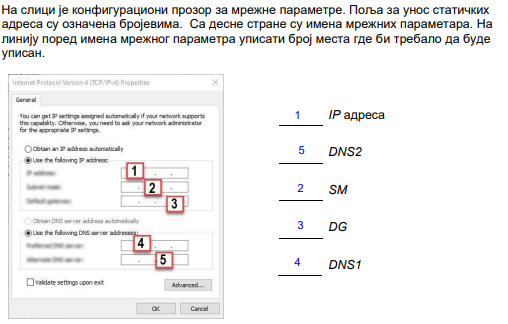 На слици је конфигурациони прозор за мрежне параметре. Поља за унос статичких
адреса су означена бројевима. Са десне стране су имена мрежних параметара. На
линију поред имена мрежног параметра уписати број места где би требало да буде
уписан.
Internet Protocol Version 4 (TCP/IPv4) Properties
General
You can get IP settings assigned automatically if your network supports
this capability. Otherwise, you need to ask your network administrator
for the appropriate IP settings.
Obtain an IP address automatically
Use the following IP address:
IP address: 1
Subnet mask: 2
Default gateway: 3
Obtain DNS server address automatically
Use the following DNS server addresses:
Preferred DNS server: 4
Alternate DNS server: 5
Validate settings upon exit
Advanced...
OK Cancel
1 IP адреса
5 DNS2
2 SM
3 DG
4 DNS1